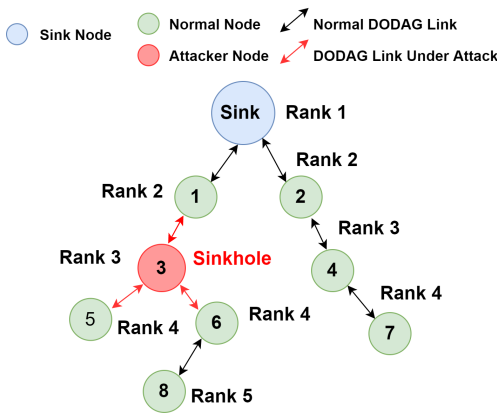 Sink Node
Normal Node
Normal DODAG Link
Attacker Node
DODAG Link Under Attack
Sink
Rank 1
Rank 2
Rank 2
1
2
Rank 3
Rank 3
3
Sinkhole
4
5
Rank 4
6
Rank 4
Rank 4
7
8
Rank 5